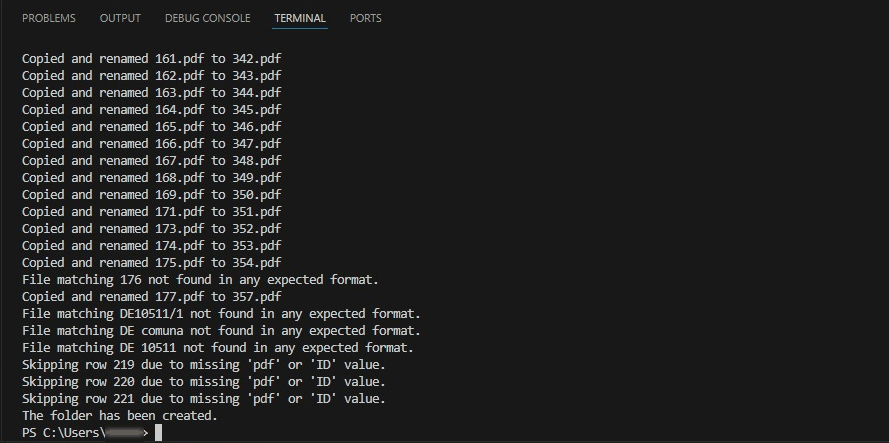 PROBLEMS OUTPUT DEBUG CONSOLE TERMINAL PORTS
Copied and renamed 161.pdf to 342.pdf
Copied and renamed 162.pdf to 343.pdf
Copied and renamed 163.pdf to 344.pdf
Copied and renamed 164.pdf to 345.pdf
Copied and renamed 165.pdf to 346.pdf
Copied and renamed 166.pdf to 347.pdf
Copied and renamed 167.pdf to 348.pdf
Copied and renamed 168.pdf to 349.pdf
Copied and renamed 169.pdf to 350.pdf
Copied and renamed 171.pdf to 351.pdf
Copied and renamed 173.pdf to 352.pdf
Copied and renamed 174.pdf to 353.pdf
Copied and renamed 175.pdf to 354.pdf
File matching 176 not found in any expected format.
Copied and renamed 177.pdf to 357.pdf
File matching DE10511/1 not found in any expected format.
File matching DE comuna not found in any expected format.
File matching DE 10511 not found in any expected format.
Skipping row 219 due to missing 'pdf' or 'ID' value.
Skipping row 220 due to missing 'pdf' or 'ID' value.
Skipping row 221 due to missing 'pdf' or 'ID' value.
The folder has been created.
PS C:\Users\ >